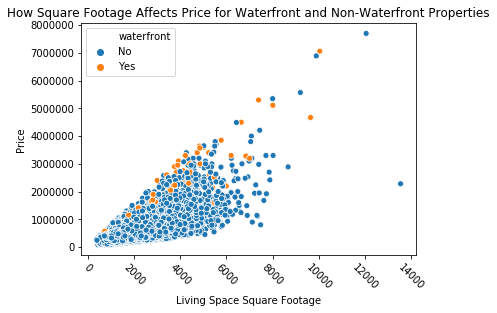 How Square Footage Affects Price for Waterfront and Non-Waterfront Properties
8000000
7000000
6000000
5000000
4000000
3000000
2000000
1000000
0
Price
waterfront
No
Yes
0
2000
4000
6000
8000
10000
12000
14000
Living Space Square Footage